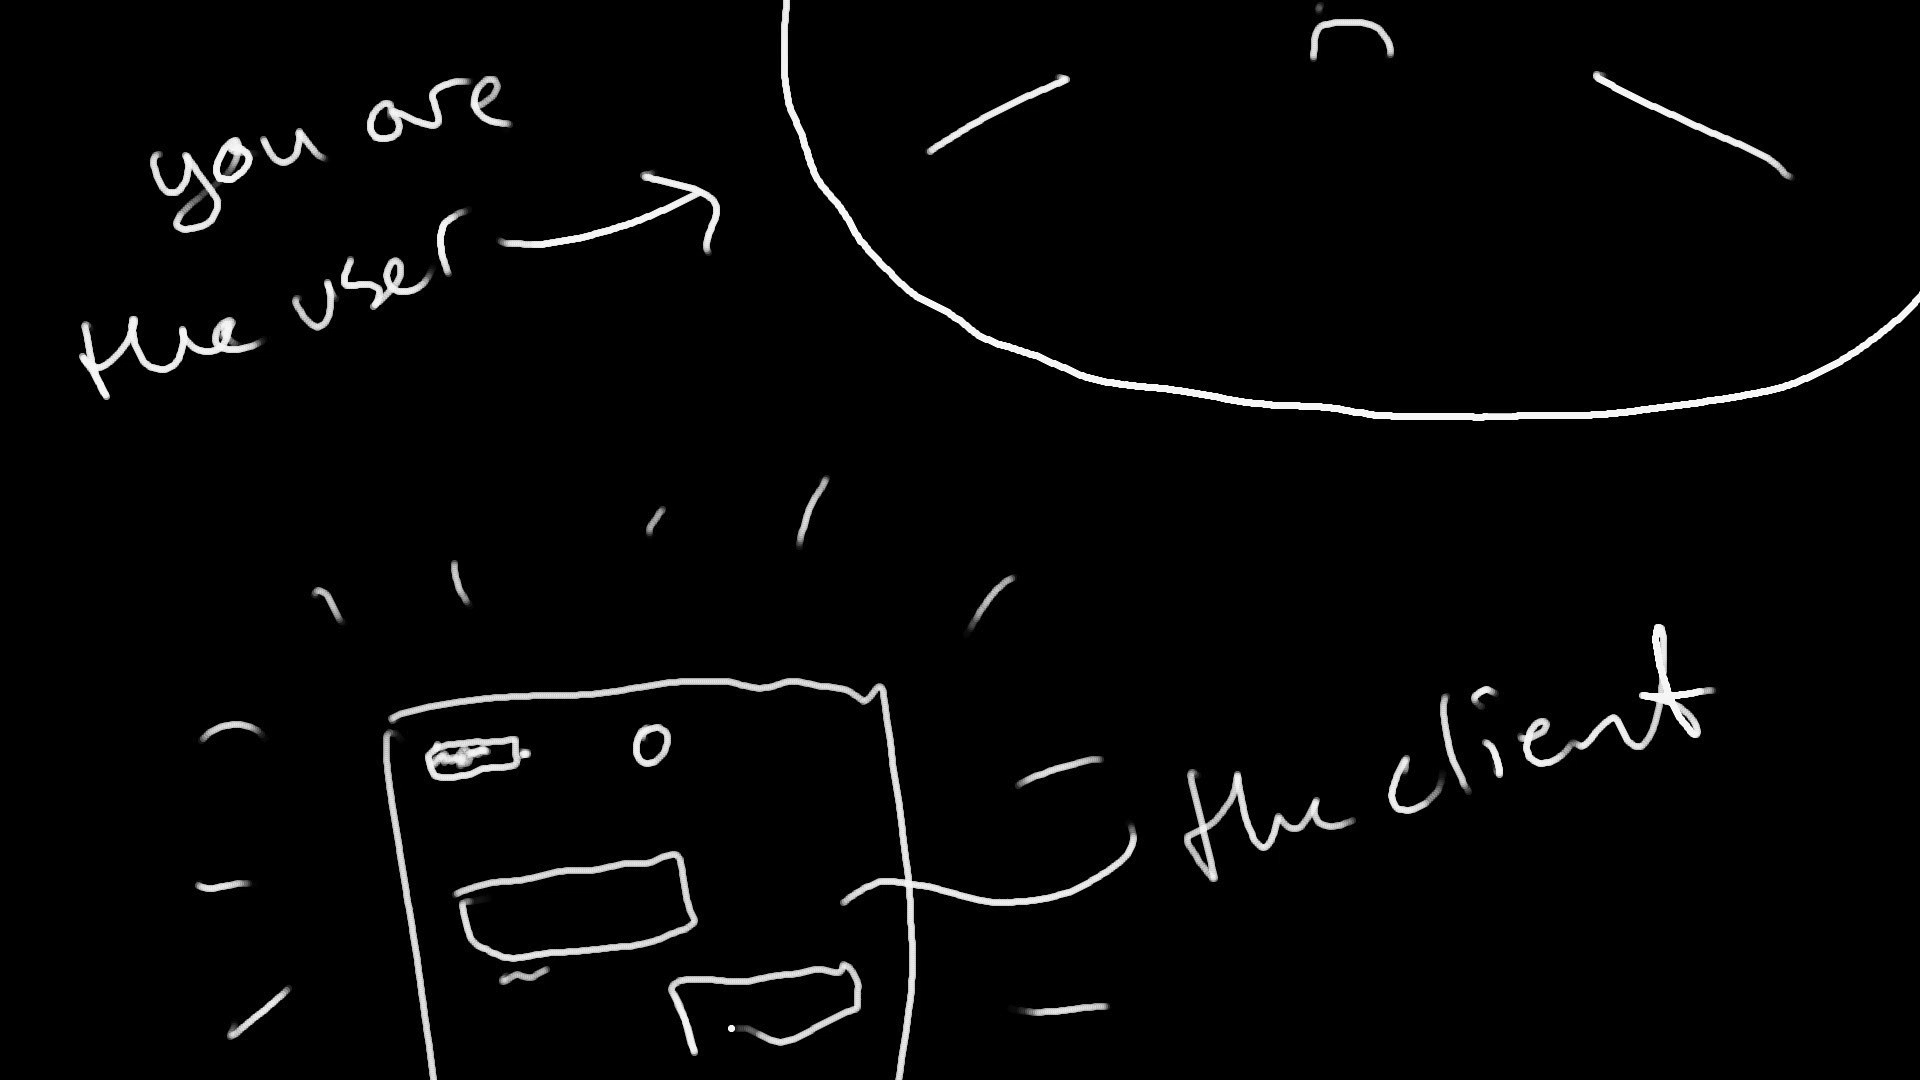 you are
the user
the client